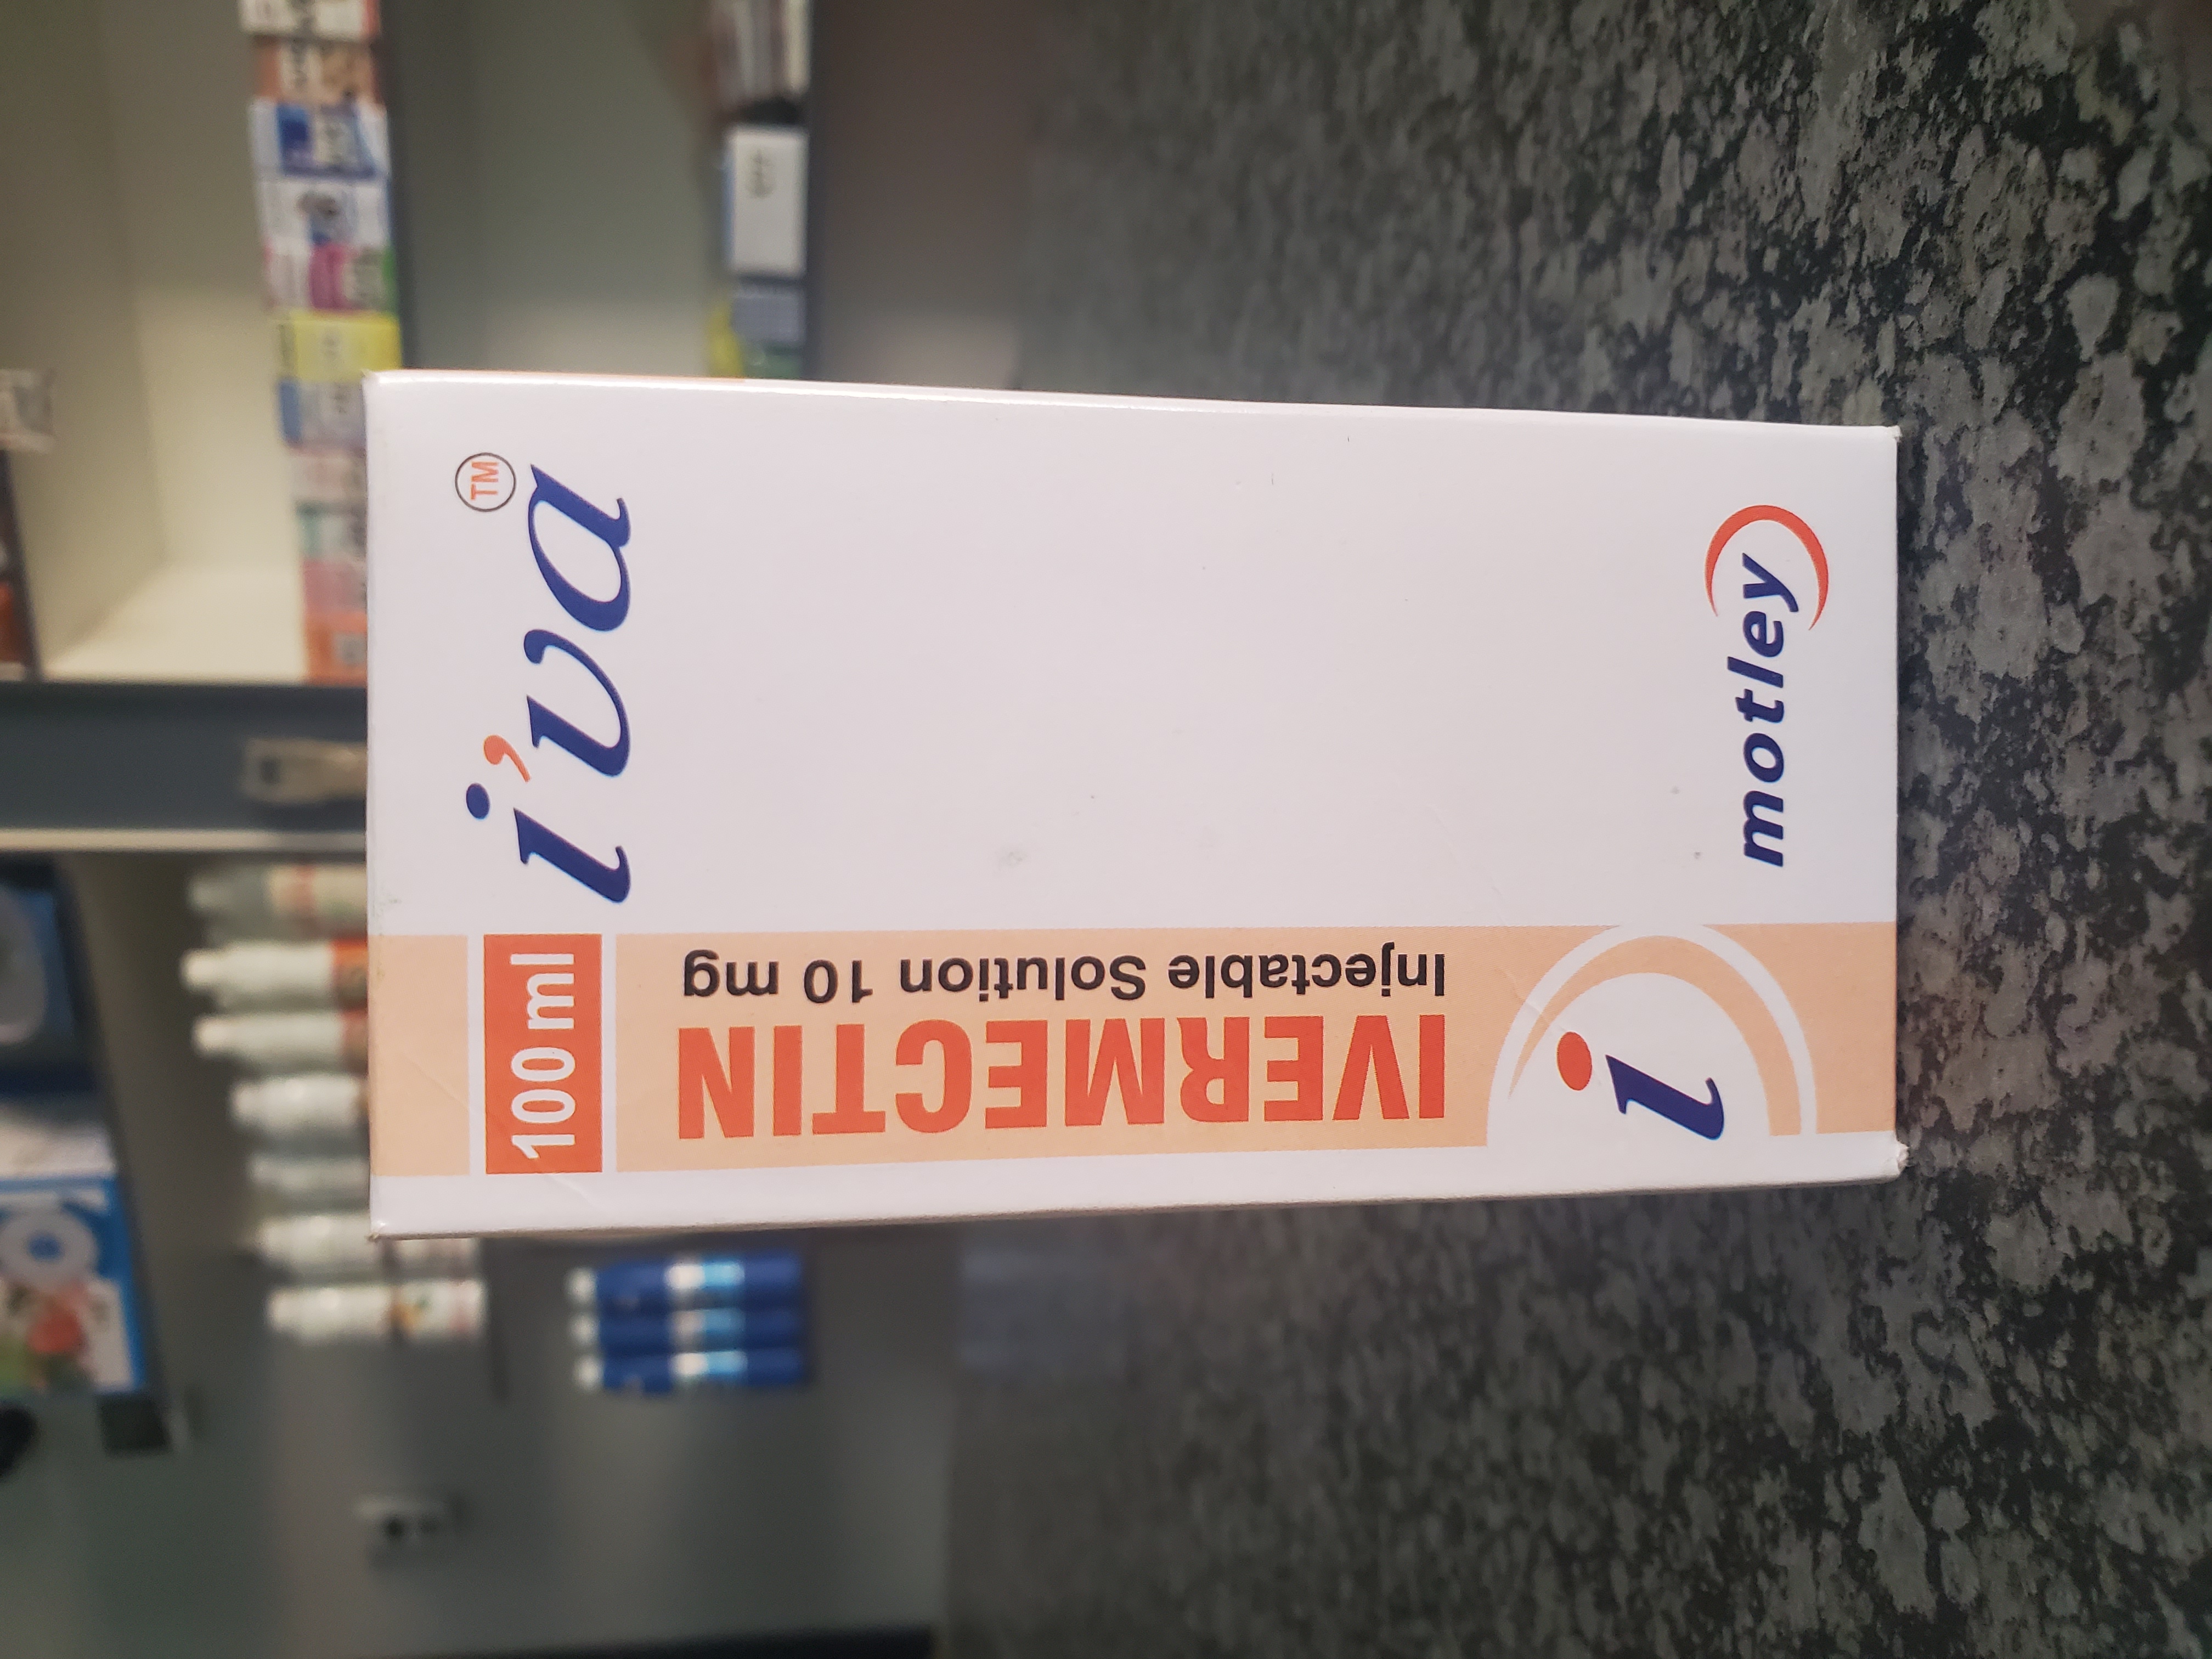 i'va
TM
100 ml
IVERMECTIN
Injectable Solution 10 mg
i
motley